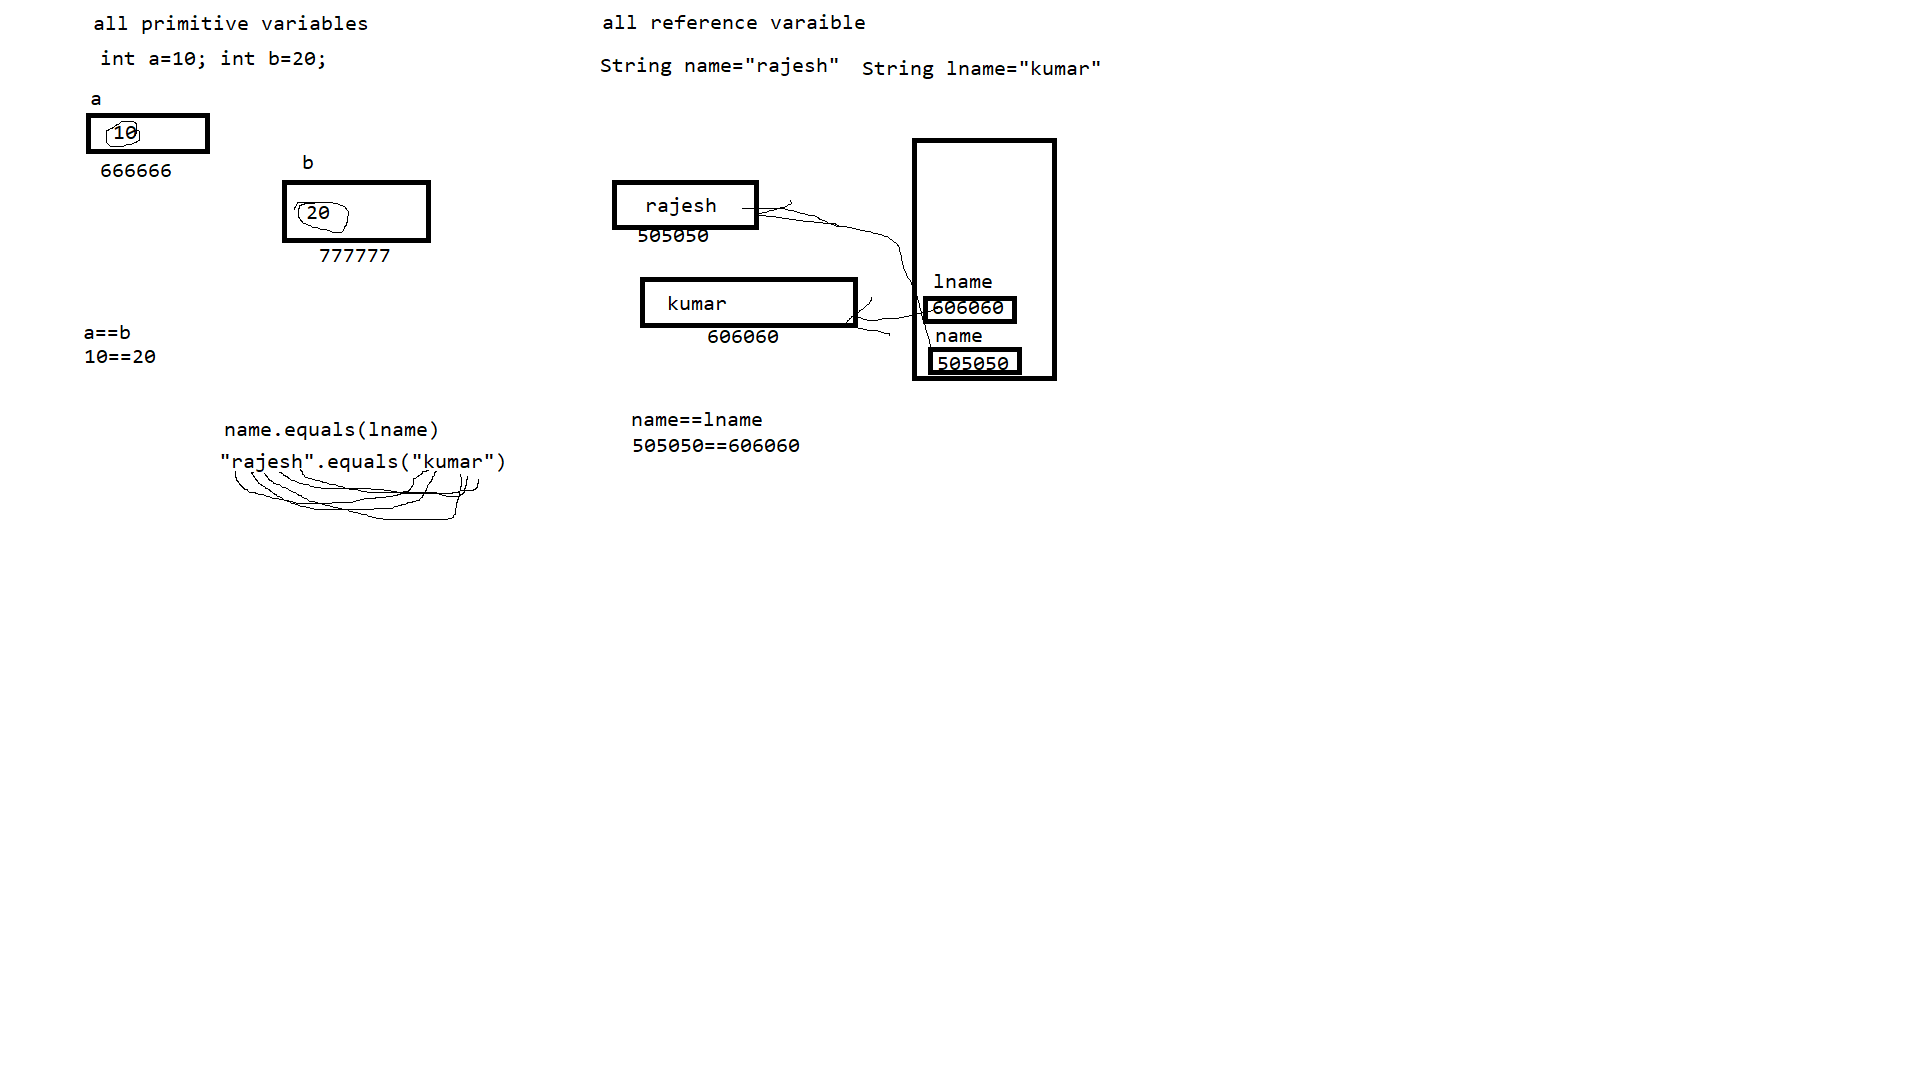 all primitive variables
int a=10; int b=20;
a
10
666666
b
20
777777
a==b
10==20
name.equals(lname)
"rajesh".equals("kumar")
all reference varaible
String name="rajesh" String lname="kumar"
rajesh
505050
kumar
606060
lname
606060
name
505050
name==lname
505050==606060